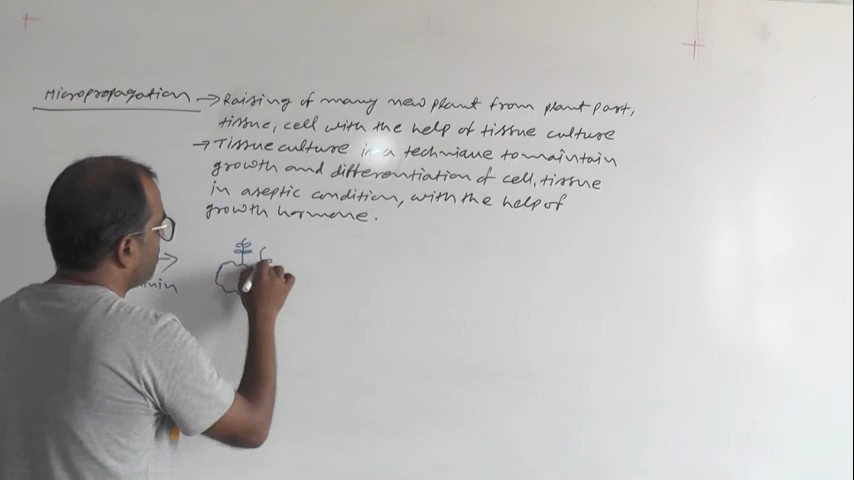 Micropropagation → Raising of many new plant from plant part,
tissue, cell with the help of tissue culture
→ Tissue culture is a technique to maintain
growth and differentiation of cell, tissue
in aseptic condition, with the help of
growth hormone.